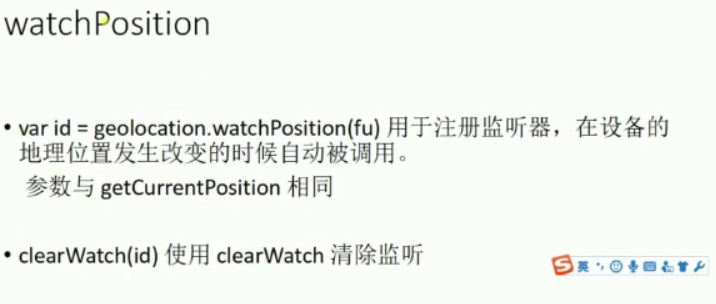 watchPosition
• var id = geolocation.watchPosition(fu) 用于注册监听器，在设备的
地理位置发生改变的时候自动被调用。
参数与 getCurrentPosition 相同
• clearWatch(id) 使用 clearWatch 清除监听
S 英